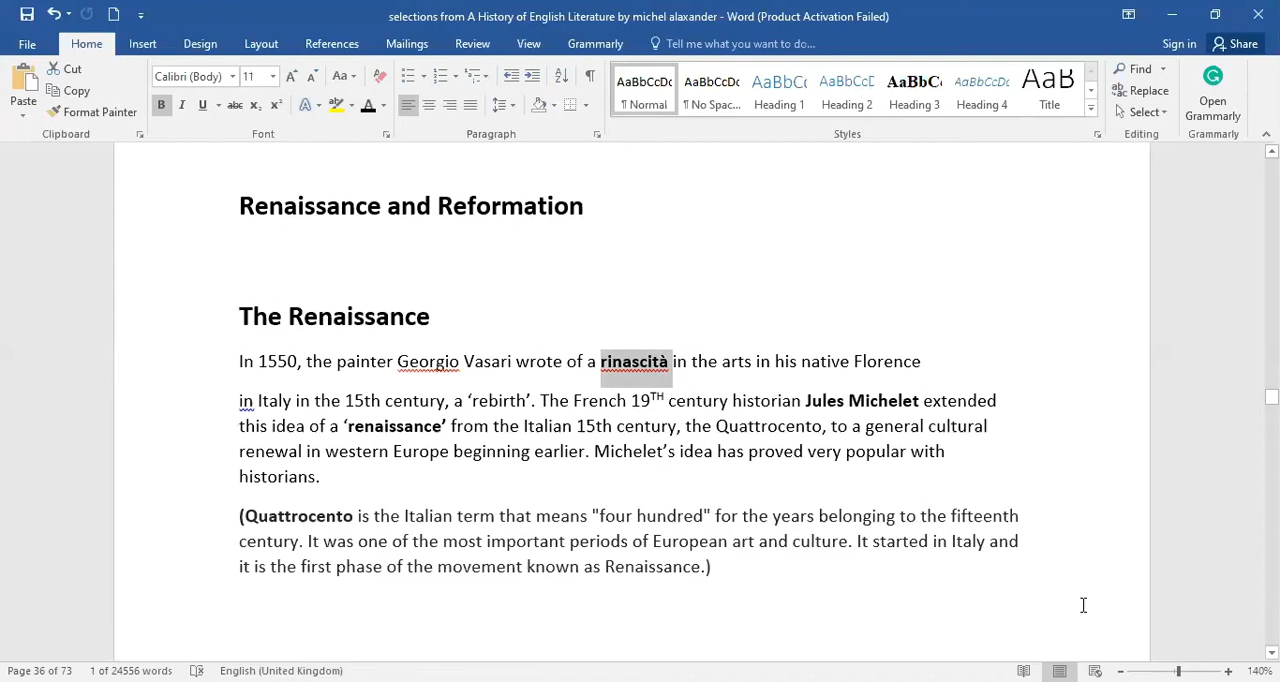 selections from A History of English Literature by michel alaxander - Word (Product Activation Failed)
File Home Insert Design Layout References Mailings Review View Grammarly Tell me what you want to do... Sign in Share
Paste Cut Copy Format Painter
Calibri (Body) 11 Aa
B I U abc x₂ x² A A
AaBbCcDc AaBbCcDc AaBbC( AaBbCcD AaBbC( AaBbCcD AaB
¶ Normal ¶ No Spac... Heading 1 Heading 2 Heading 3 Heading 4 Title
Find Replace Select
Open Grammarly
Clipboard Font Paragraph Styles Editing Grammarly
Renaissance and Reformation
The Renaissance
In 1550, the painter Georgio Vasari wrote of a rinascità in the arts in his native Florence
in Italy in the 15th century, a ‘rebirth’. The French 19TH century historian Jules Michelet extended
this idea of a ‘renaissance’ from the Italian 15th century, the Quattrocento, to a general cultural
renewal in western Europe beginning earlier. Michelet’s idea has proved very popular with
historians.
(Quattrocento is the Italian term that means "four hundred" for the years belonging to the fifteenth
century. It was one of the most important periods of European art and culture. It started in Italy and
it is the first phase of the movement known as Renaissance.)
Page 36 of 73 1 of 24556 words English (United Kingdom) 140%